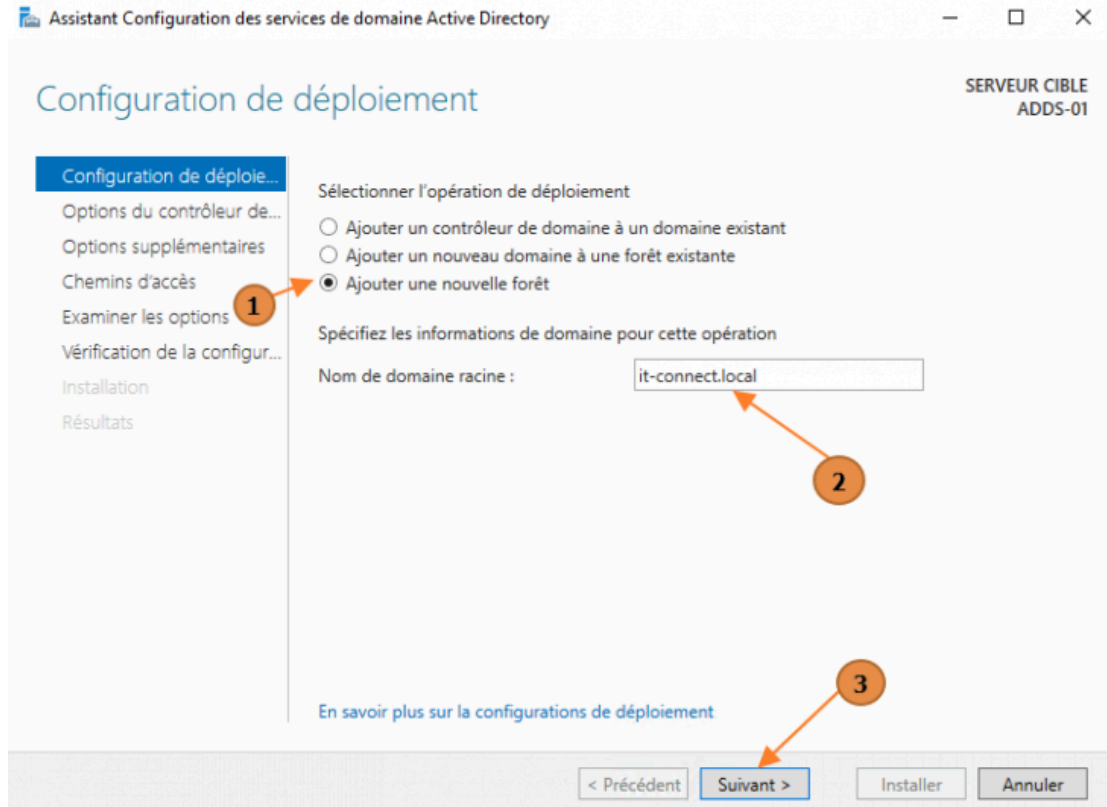 Assistant Configuration des services de domaine Active Directory
Configuration de déploiement
SERVEUR CIBLE
ADDS-01
Configuration de déploie...
Options du contrôleur de...
Options supplémentaires
Chemins d'accès
Examiner les options
Vérification de la configur...
Installation
Résultats
Sélectionner l'opération de déploiement
Ajouter un contrôleur de domaine à un domaine existant
Ajouter un nouveau domaine à une forêt existante
1
Ajouter une nouvelle forêt
Spécifiez les informations de domaine pour cette opération
Nom de domaine racine :
it-connect.local
2
3
En savoir plus sur la configurations de déploiement
< Précédent
Suivant >
Installer
Annuler